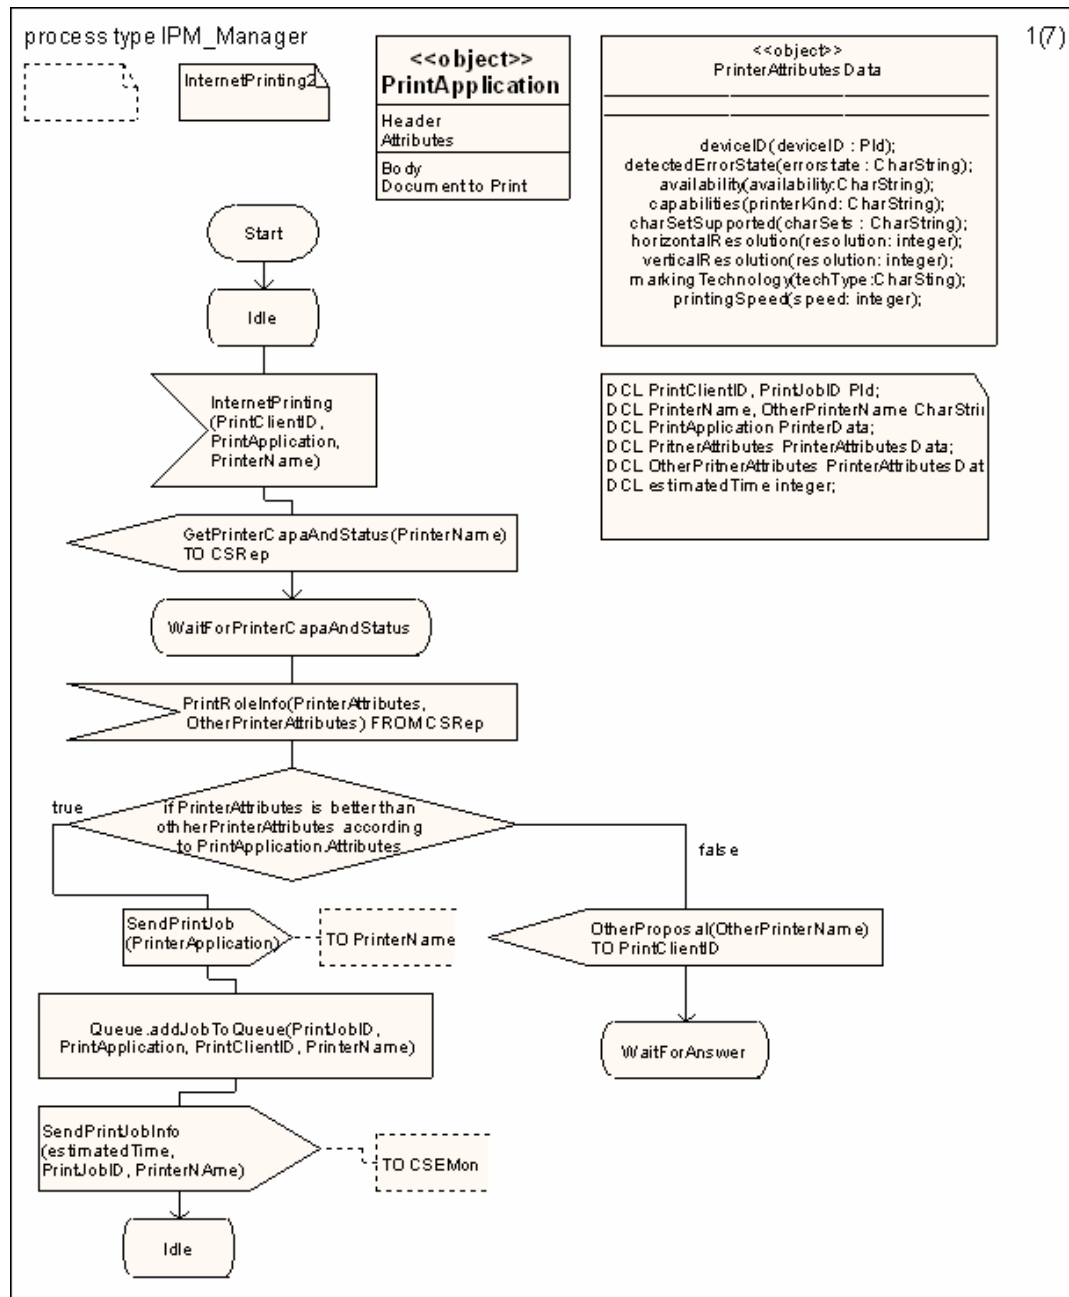 process type IPM_Manager
1(7)
InternetPrinting2
<<object>>
PrintApplication
Header
Attributes
Body
Document to Print
<<object>>
PrinterAttributesData
deviceID(deviceID : PId);
detectedErrorState(errorstate : CharString);
availability(availability:CharString);
capabilities(printerKind: CharString);
charSetSupported(charSets : CharString);
horizontalResolution(resolution: integer);
verticalResolution(resolution: integer);
markingTechnology(techType:CharSting);
printingSpeed(speed: integer);
DCL PrintClientID, PrintJobID PId;
DCL PrinterName, OtherPrinterName CharStrin
DCL PrintApplication PrinterData;
DCL PritnerAttributes PrinterAttributesData;
DCL OtherPritnerAttributes PrinterAttributesDat
DCL estimatedTime integer;
Start
Idle
InternetPrinting
(PrintClientID,
PrintApplication,
PrinterName)
GetPrinterCapaAndStatus(PrinterName)
TO CSRep
WaitForPrinterCapaAndStatus
PrintRoleInfo(PrinterAttributes,
OtherPrinterAttributes) FROM CSRep
true
if PrinterAttributes is better than
othherPrinterAttributes according
to PrintApplication.Attributes
false
SendPrintJob
(PrinterApplication)
TO PrinterName
OtherProposal(OtherPrinterName)
TO PrintClientID
Queue.addJobToQueue(PrintJobID,
PrintApplication, PrintClientID, PrinterName)
WaitForAnswer
SendPrintJobInfo
(estimatedTime,
PrintJobID, PrinterNAme)
TO CSEMon
Idle